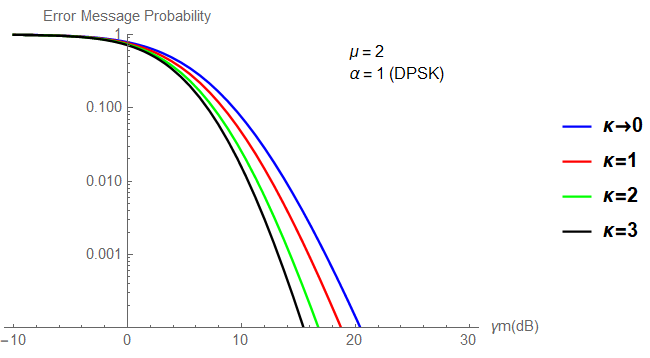 Error Message Probability
1
μ = 2
α = 1 (DPSK)
0.100
κ→0
κ=1
0.010
κ=2
κ=3
0.001
γm(dB)
-10 0 10 20 30